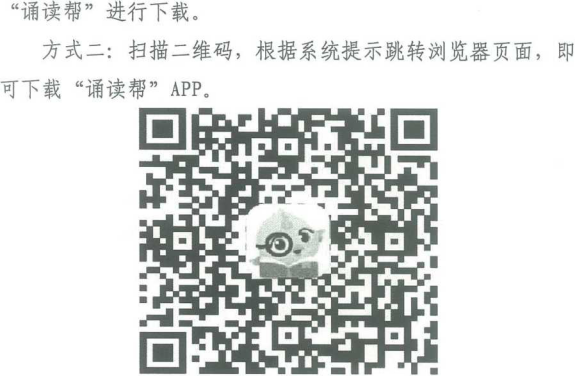 “诵读帮”进行下载。
方式二：扫描二维码，根据系统提示跳转浏览器页面，即
可下载“诵读帮”APP。